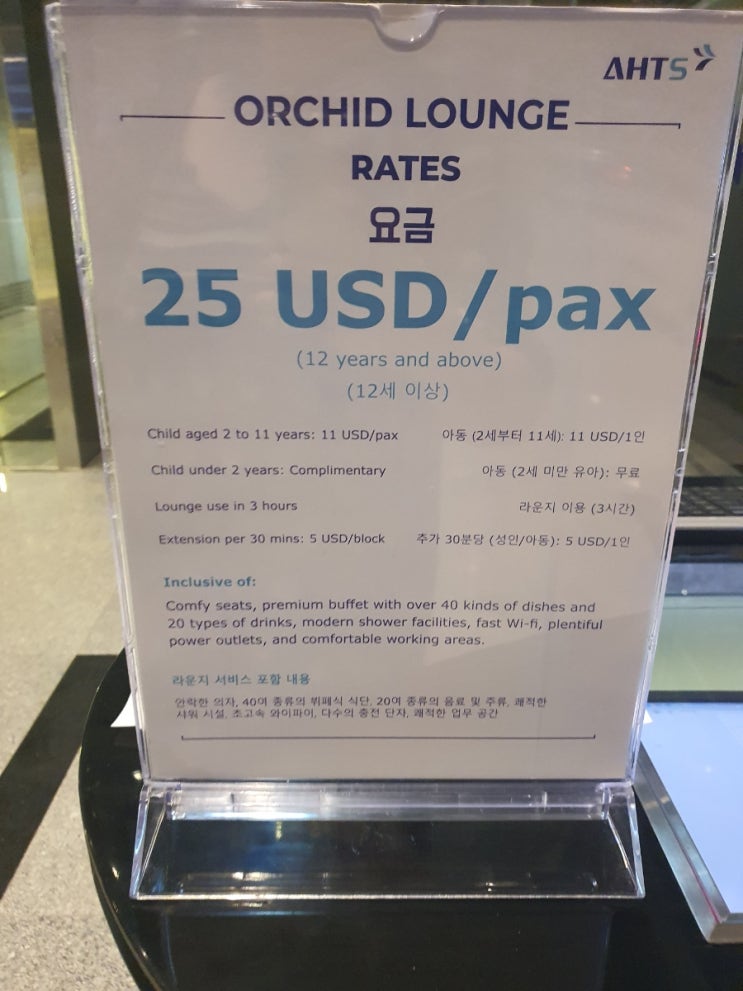 AHTS
ORCHID LOUNGE
RATES
요금
25 USD/pax
(12 years and above)
(12세 이상)
Child aged 2 to 11 years: 11 USD/pax
아동 (2세부터 11세): 11 USD/1인
Child under 2 years: Complimentary
아동 (2세 미만 유아): 무료
Lounge use in 3 hours
라운지 이용 (3시간)
Extension per 30 mins: 5 USD/block
추가 30분당 (성인/아동): 5 USD/1인
Inclusive of:
Comfy seats, premium buffet with over 40 kinds of dishes and
20 types of drinks, modern shower facilities, fast Wi-fi, plentiful
power outlets, and comfortable working areas.
라운지 서비스 포함 내용
안락한 의자, 40여 종류의 뷔페식 식단, 20여 종류의 음료 및 주류, 쾌적한
샤워 시설, 초고속 와이파이, 다수의 충전 단자, 쾌적한 업무 공간